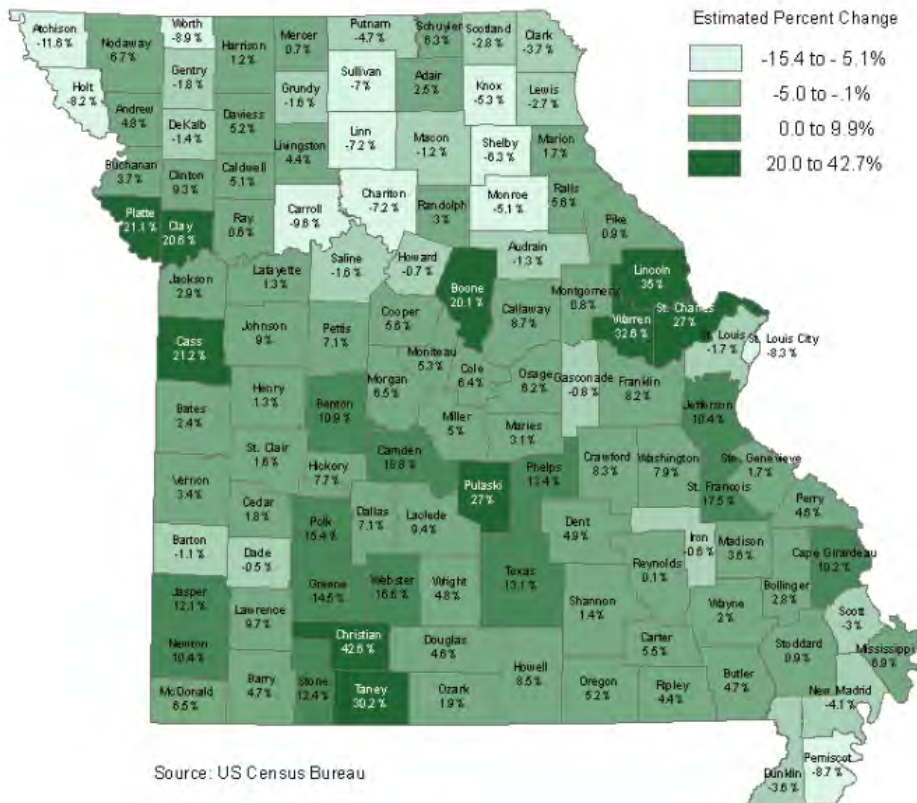 Estimated Percent Change
-15.4 to - 5.1%
-5.0 to -.1%
0.0 to 9.9%
20.0 to 42.7%
Atchison
-11.6%
Nodaway
6.7%
Worth
-8.9%
Harrison
1.2%
Mercer
0.7%
Putnam
-4.7%
Schuyler
6.3%
Scotland
-2.8%
Clark
-3.7%
Holt
-8.2%
Andrew
4.8%
Gentry
-1.8%
DeKalb
-1.4%
Daviess
5.2%
Grundy
-1.6%
Sullivan
-7%
Adair
2.5%
Knox
-5.3%
Lewis
-2.7%
Buchanan
3.7%
Clinton
9.3%
Caldwell
5.1%
Livingston
4.4%
Linn
-7.2%
Macon
-1.2%
Shelby
-6.3%
Marion
1.7%
Platte
21.1%
Clay
20.6%
Ray
0.6%
Carroll
-9.6%
Chariton
-7.2%
Randolph
3%
Monroe
-5.1%
Ralls
5.6%
Pike
0.9%
Jackson
2.9%
Lafayette
1.3%
Saline
-1.6%
Howard
-0.7%
Boone
20.1%
Audrain
-1.3%
Callaway
8.7%
Montgomery
0.8%
Lincoln
35%
Warren
32.6%
St. Charles
27%
St. Louis
-1.7%
St. Louis City
-8.3%
Cass
21.2%
Johnson
9%
Pettis
7.1%
Cooper
5.6%
Moniteau
5.3%
Cole
6.4%
Osage
6.2%
Gasconade
-0.8%
Franklin
8.2%
Jefferson
10.4%
Bates
2.4%
Henry
1.3%
Benton
10.9%
Morgan
6.5%
Miller
5%
Maries
3.1%
Crawford
8.3%
Washington
7.9%
Ste. Genevieve
1.7%
St. Francois
17.5%
Perry
4.6%
Vernon
3.4%
St. Clair
1.6%
Hickory
7.7%
Camden
Pulaski
27%
Phelps
Dent
4.9%
Cedar
1.8%
Polk
15.4%
Dallas
7.1%
Laclede
9.4%
Iron
-0.6%
Madison
3.6%
Cape Girardeau
Barton
-1.1%
Dade
-0.5%
Greene
14.5%
Webster
16.6%
Wright
4.8%
Texas
13.1%
Reynolds
0.1%
Bollinger
2.8%
Jasper
12.1%
Lawrence
9.7%
Shannon
1.4%
Wayne
2%
Scott
-3%
Newton
10.4%
Christian
42.6%
Douglas
4.6%
Carter
5.5%
Stoddard
0.9%
Mississippi
6.9%
McDonald
Barry
4.7%
Stone
12.4%
Taney
30.2%
Ozark
1.9%
Howell
8.5%
Oregon
5.2%
Ripley
4.4%
Butler
4.7%
New Madrid
-4.1%
Dunklin
-3.6%
Pemiscot
-8.7%
Source: US Census Bureau